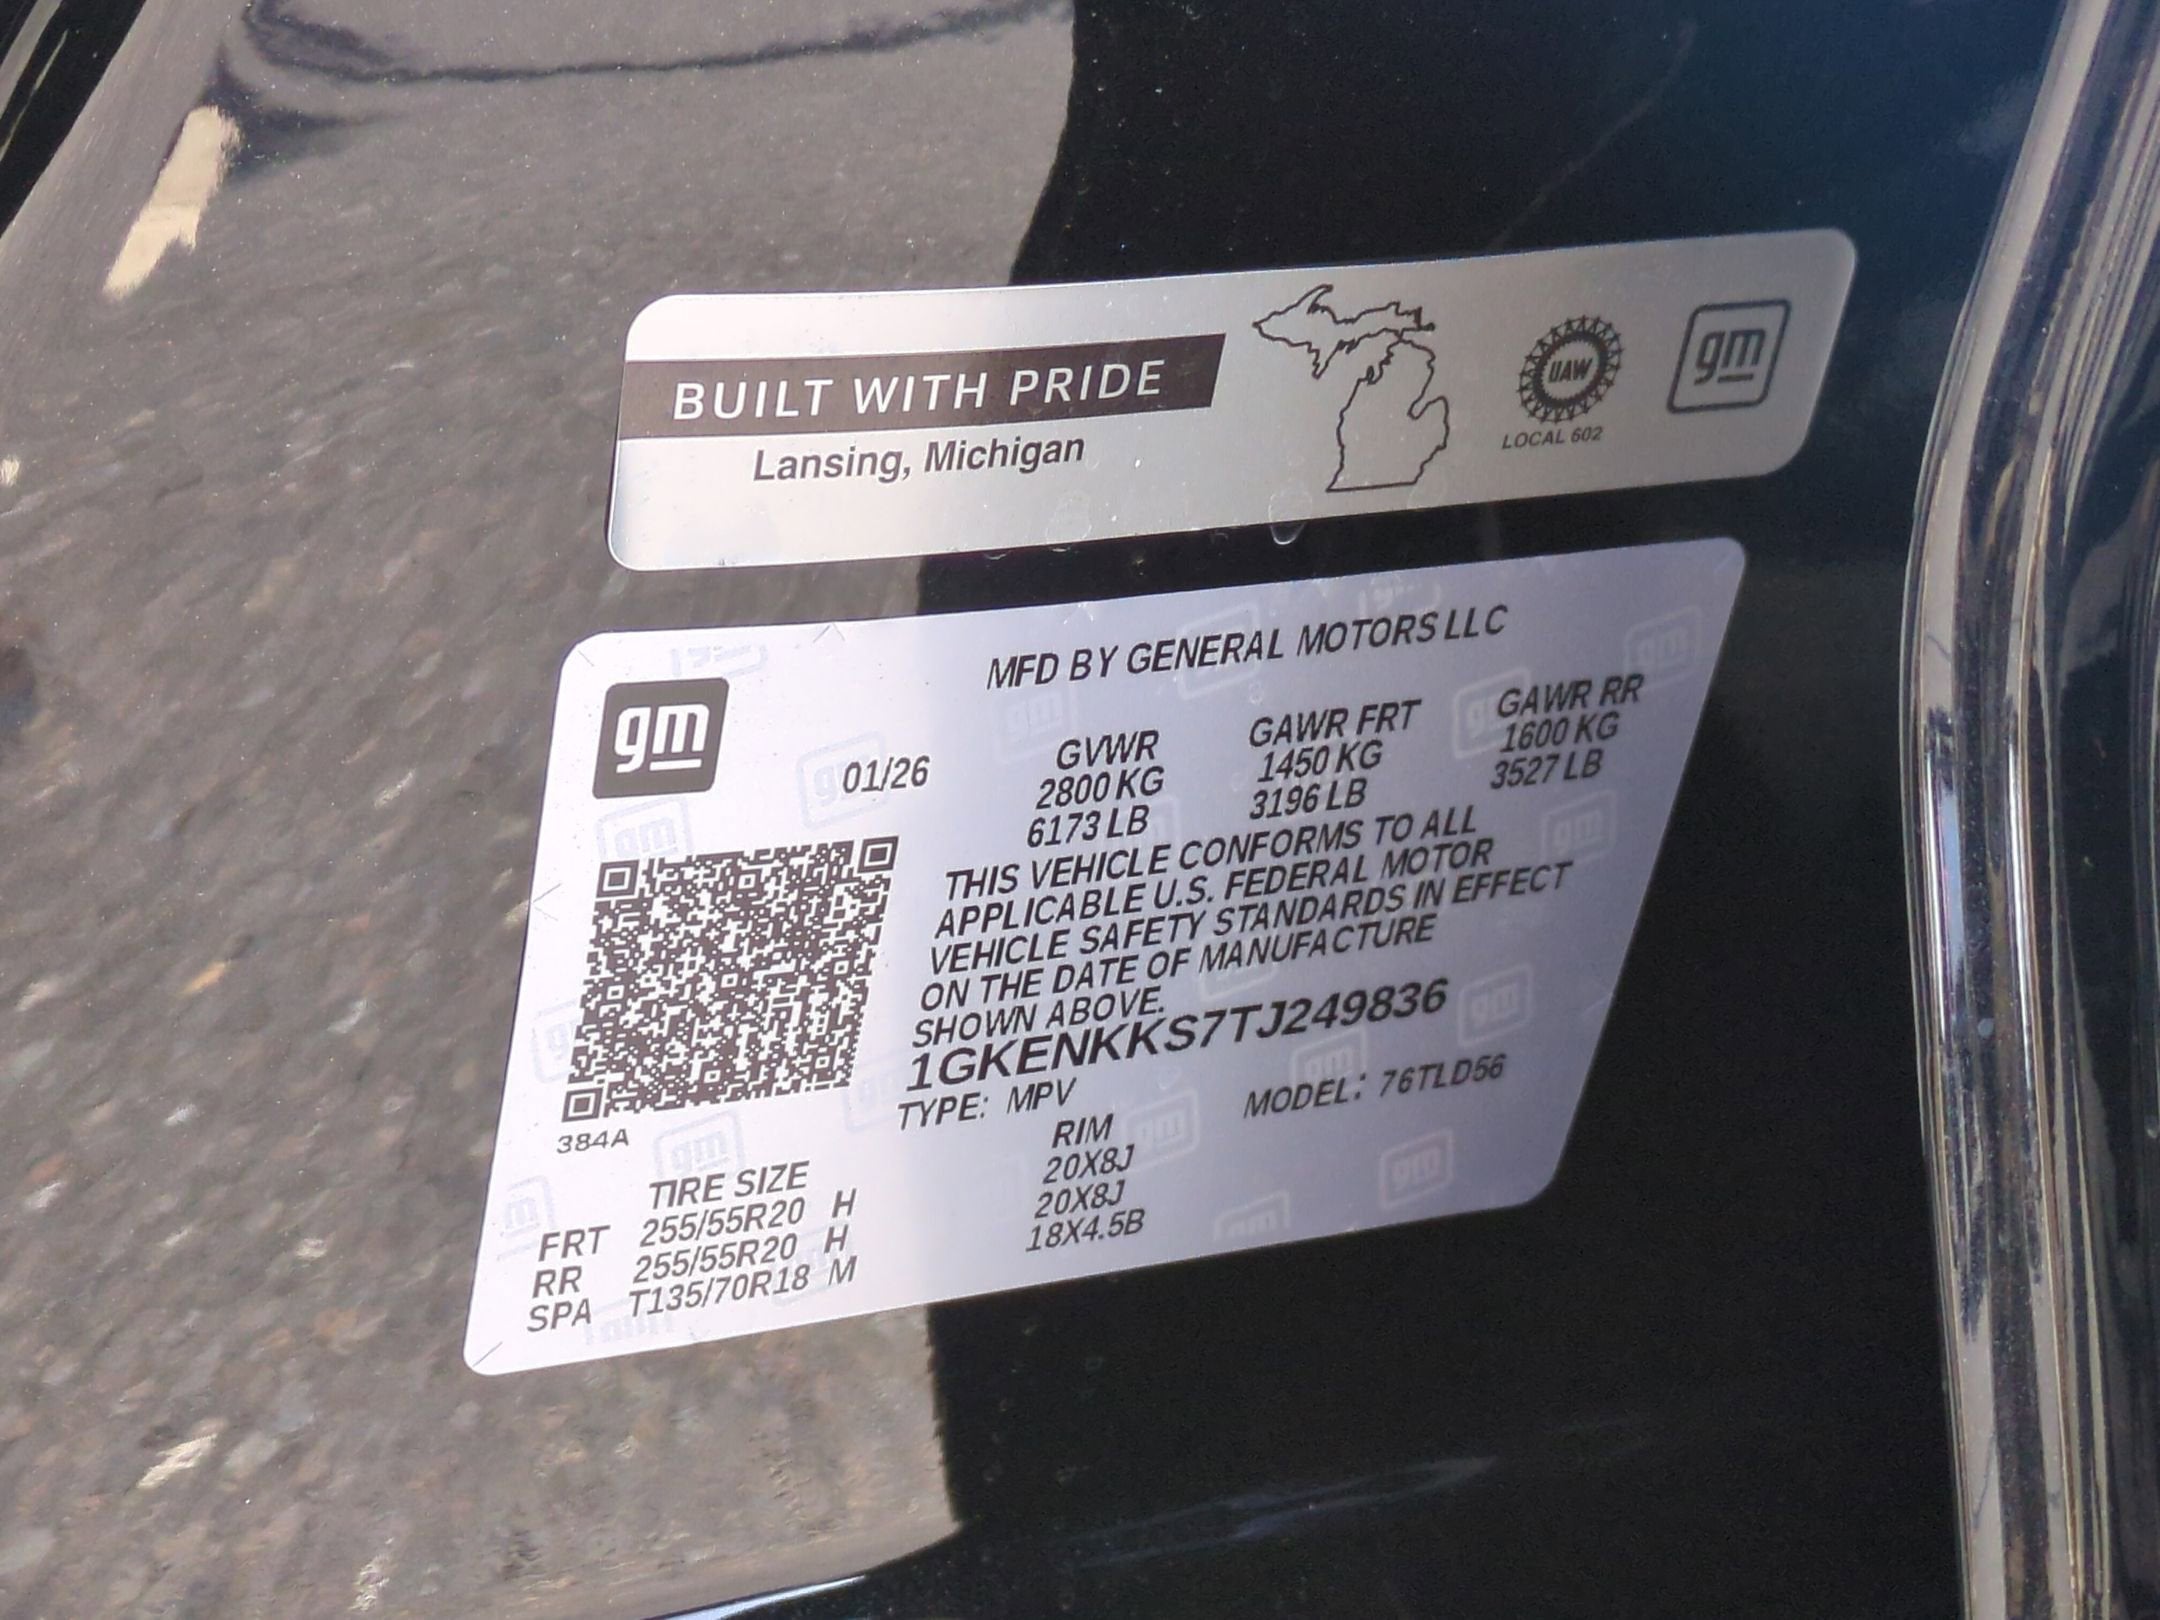 BUILT WITH PRIDE
Lansing, Michigan
UAW
LOCAL 602
gm
MFD BY GENERAL MOTORS LLC
gm
01/26
GVWR GAWR FRT GAWR RR
2800 KG 1450 KG 1600 KG
6173 LB 3196 LB 3527 LB
THIS VEHICLE CONFORMS TO ALL
APPLICABLE U.S. FEDERAL MOTOR
VEHICLE SAFETY STANDARDS IN EFFECT
ON THE DATE OF MANUFACTURE
SHOWN ABOVE.
1GKENKKS7TJ249836
TYPE: MPV MODEL: 76TLD56
384A
TIRE SIZE RIM
FRT 255/55R20 H 20X8J
RR 255/55R20 H 20X8J
SPA T135/70R18 M 18X4.5B